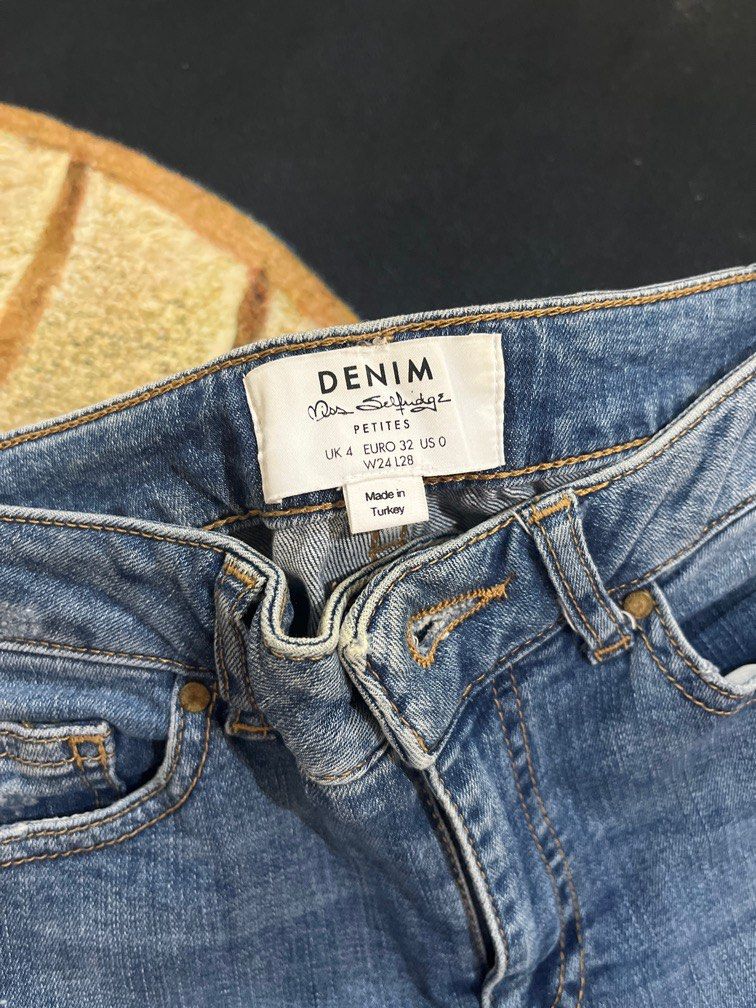 DENIM
Miss Selfridge
PETITES
UK 4 EURO 32 US 0
W24 L28
Made in
Turkey